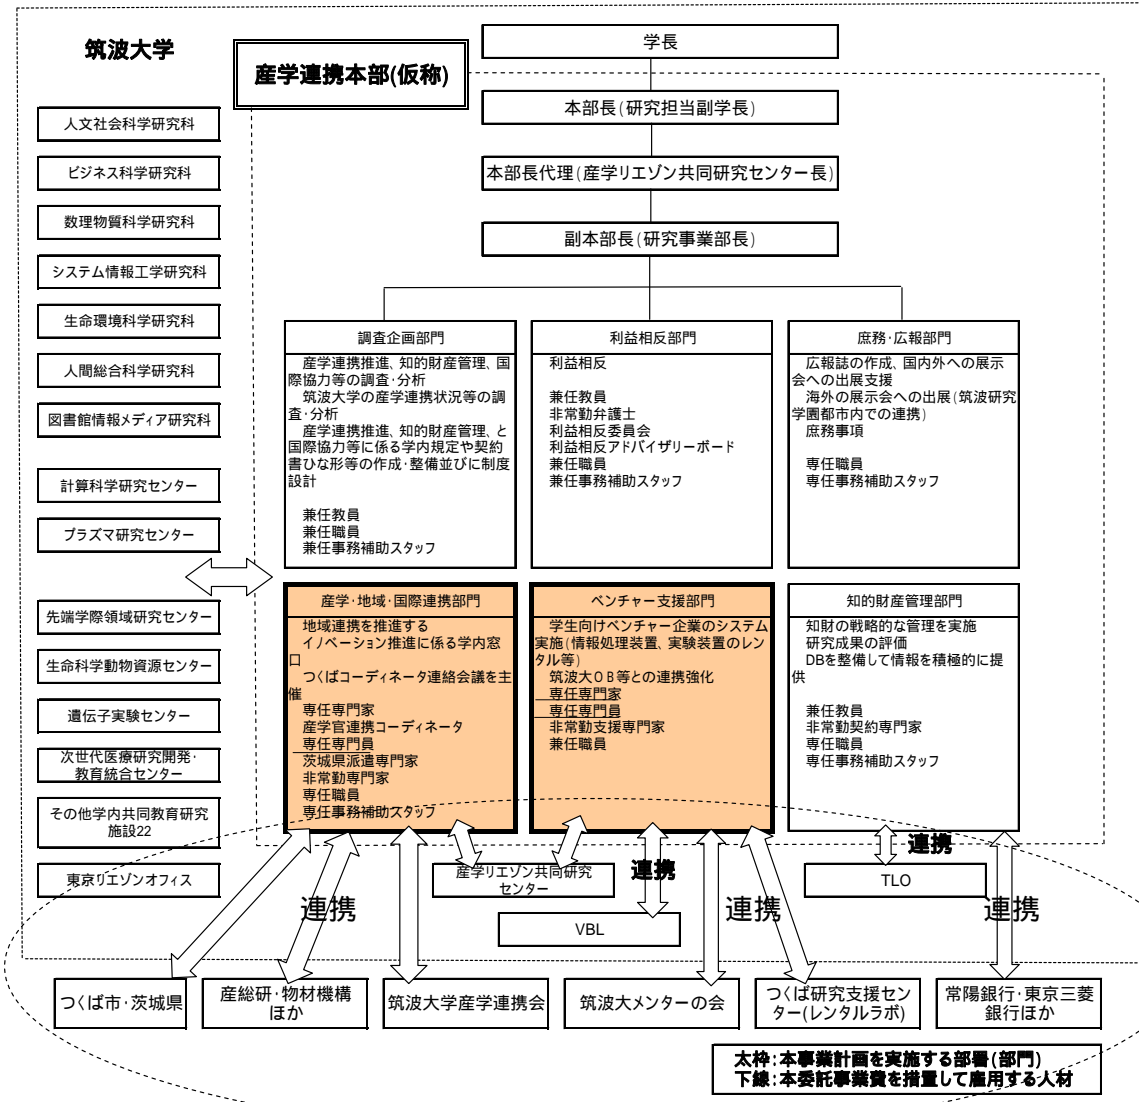 筑波大学
産学連携本部(仮称)
学長
本部長(研究担当副学長)
本部長代理(産学リエゾン共同研究センター長)
副本部長(研究事業部長)
人文社会科学研究科
ビジネス科学研究科
数理物質科学研究科
システム情報工学研究科
生命環境科学研究科
人間総合科学研究科
図書館情報メディア研究科
計算科学研究センター
プラズマ研究センター
先端学際領域研究センター
生命科学動物資源センター
遺伝子実験センター
次世代医療研究開発・
教育統合センター
その他学内共同教育研究
施設22
東京リエゾンオフィス
調査企画部門
産学連携推進、知的財産管理、国
際協力等の調査・分析
筑波大学の産学連携状況等の調
査・分析
産学連携推進、知的財産管理、と
国際協力等に係る学内規定や契約
書ひな形等の作成・整備並びに制度
設計
兼任教員
兼任職員
兼任事務補助スタッフ
利益相反部門
利益相反
兼任教員
非常勤弁護士
利益相反委員会
利益相反アドバイザリーボード
兼任職員
兼任事務補助スタッフ
庶務・広報部門
広報誌の作成、国内外への展示
会への出展支援
海外の展示会への出展(筑波研究
学園都市内での連携)
庶務事項
専任職員
専任事務補助スタッフ
産学・地域・国際連携部門
地域連携を推進する
イノベーション推進に係る学内窓
口
つくばコーディネータ連絡会議を主
催
専任専門家
産学官連携コーディネータ
専任専門員
茨城県派遣専門家
非常勤専門家
専任職員
専任事務補助スタッフ
ベンチャー支援部門
学生向けベンチャー企業のシステム
実施(情報処理装置、実験装置のレン
タル等)
筑波大OB等との連携強化
専任専門家
専任専門員
非常勤支援専門家
兼任職員
知的財産管理部門
知財の戦略的な管理を実施
研究成果の評価
DBを整備して情報を積極的に提
供
兼任教員
非常勤契約専門家
専任職員
専任事務補助スタッフ
産学リエゾン共同研究
センター
連携
VBL
連携
TLO
連携
連携
連携
つくば市・茨城県
産総研・物材機構
ほか
筑波大学産学連携会
筑波大メンターの会
つくば研究支援セン
ター(レンタルラボ)
常陽銀行・東京三菱
銀行ほか
太枠:本事業計画を実施する部署(部門)
下線:本委託事業費を措置して雇用する人材